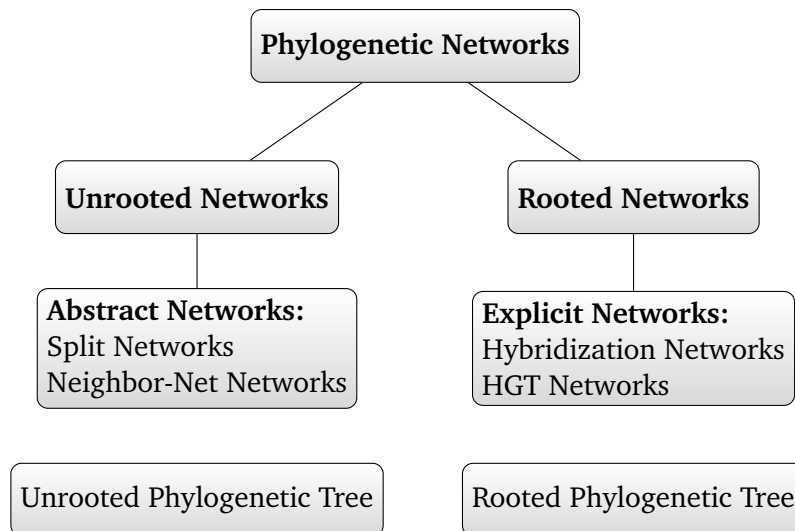 Phylogenetic Networks
Unrooted Networks
Rooted Networks
Abstract Networks:
Split Networks
Neighbor-Net Networks
Explicit Networks:
Hybridization Networks
HGT Networks
Unrooted Phylogenetic Tree
Rooted Phylogenetic Tree